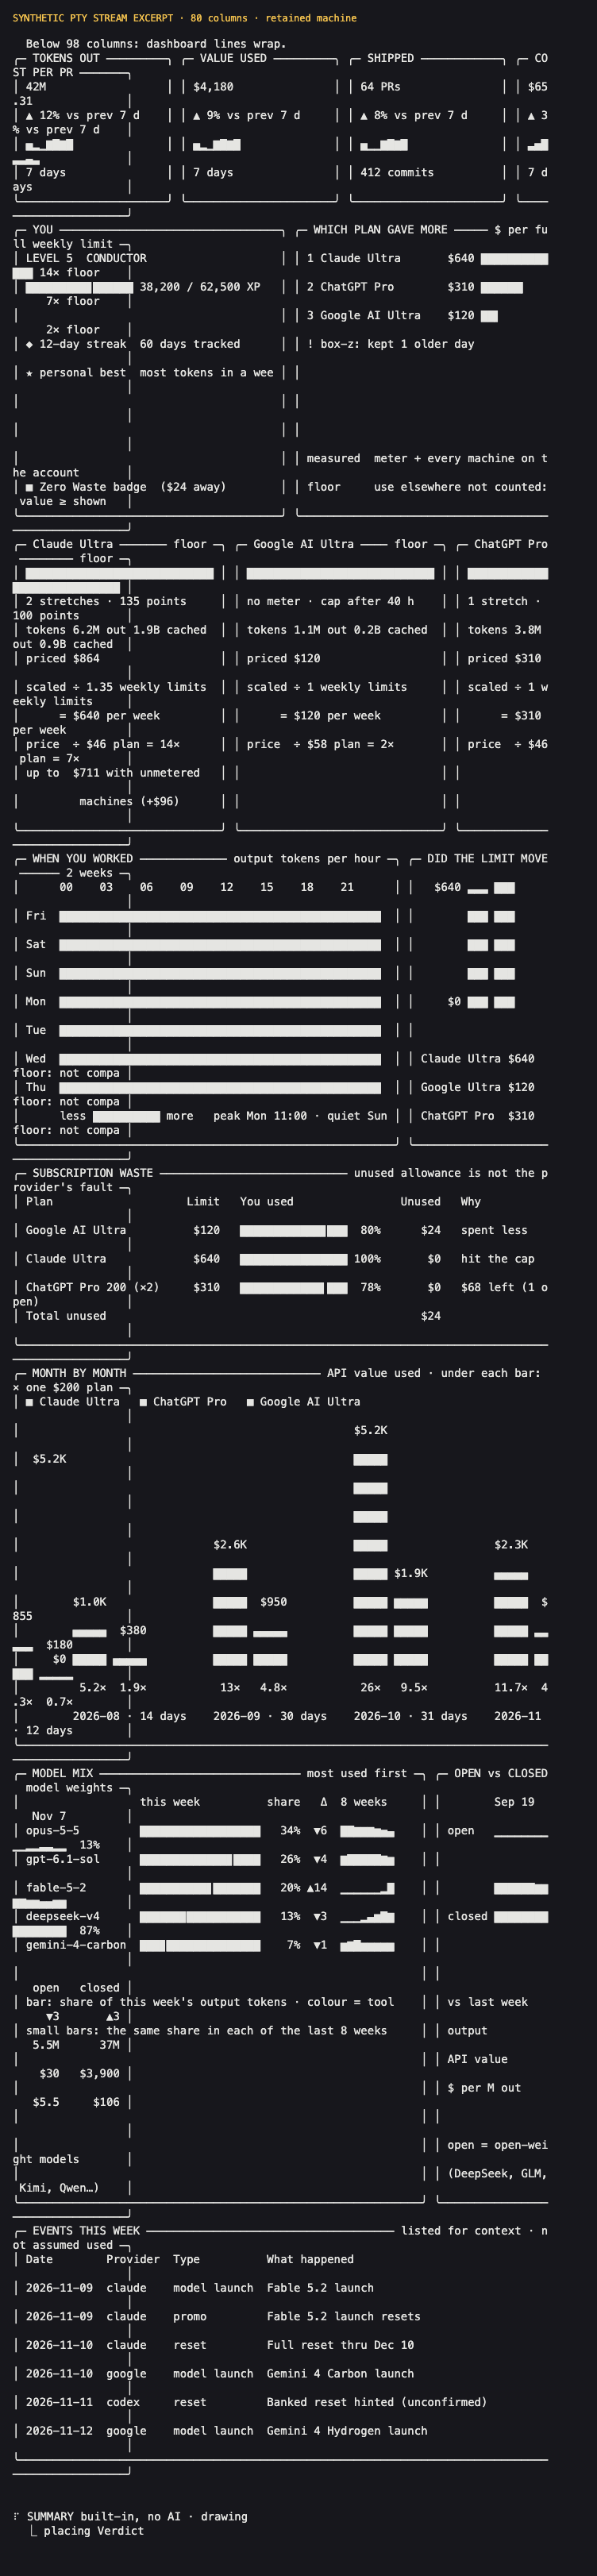 SYNTHETIC PTY STREAM EXCERPT · 80 columns · retained machine
Below 98 columns: dashboard lines wrap.
TOKENS OUT VALUE USED SHIPPED CO
ST PER PR
42M $4,180 64 PRs $65
.31
▲ 12% vs prev 7 d ▲ 9% vs prev 7 d ▲ 8% vs prev 7 d ▲ 3
% vs prev 7 d
7 days 7 days 412 commits 7 d
ays
YOU WHICH PLAN GAVE MORE $ per fu
ll weekly limit
LEVEL 5 CONDUCTOR 1 Claude Ultra $640
14× floor
38,200 / 62,500 XP 2 ChatGPT Pro $310
7× floor
3 Google AI Ultra $120
2× floor
◆ 12-day streak 60 days tracked ! box-z: kept 1 older day
★ personal best most tokens in a wee
measured meter + every machine on t
he account
■ Zero Waste badge ($24 away) floor use elsewhere not counted:
value ≥ shown
Claude Ultra floor Google AI Ultra floor ChatGPT Pro
floor
2 stretches · 135 points no meter · cap after 40 h 1 stretch ·
100 points
tokens 6.2M out 1.9B cached tokens 1.1M out 0.2B cached tokens 3.8M
out 0.9B cached
priced $864 priced $120 priced $310
scaled ÷ 1.35 weekly limits scaled ÷ 1 weekly limits scaled ÷ 1 w
eekly limits
= $640 per week = $120 per week = $310
per week
price ÷ $46 plan = 14× price ÷ $58 plan = 2× price ÷ $46
plan = 7×
up to $711 with unmetered
machines (+$96)
WHEN YOU WORKED output tokens per hour DID THE LIMIT MOVE
2 weeks
00 03 06 09 12 15 18 21 $640
Fri
Sat
Sun
Mon $0
Tue
Wed Claude Ultra $640
floor: not compa
Thu Google Ultra $120
floor: not compa
less more peak Mon 11:00 · quiet Sun ChatGPT Pro $310
floor: not compa
SUBSCRIPTION WASTE unused allowance is not the p
rovider's fault
Plan Limit You used Unused Why
Google AI Ultra $120 80% $24 spent less
Claude Ultra $640 100% $0 hit the cap
ChatGPT Pro 200 (×2) $310 78% $0 $68 left (1 o
pen)
Total unused $24
MONTH BY MONTH API value used · under each bar:
× one $200 plan
■ Claude Ultra ■ ChatGPT Pro ■ Google AI Ultra
$5.2K
$5.2K
$2.6K $2.3K
$1.9K
$1.0K $950 $
855
$380
$180
$0
5.2× 1.9× 13× 4.8× 26× 9.5× 11.7× 4
.3× 0.7×
2026-08 · 14 days 2026-09 · 30 days 2026-10 · 31 days 2026-11
· 12 days
MODEL MIX most used first OPEN vs CLOSED
model weights
this week share Δ 8 weeks Sep 19
Nov 7
opus-5-5 34% ▼6 open
13%
gpt-6.1-sol 26% ▼4
fable-5-2 20% ▲14
deepseek-v4 13% ▼3 closed
87%
gemini-4-carbon 7% ▼1
open closed
bar: share of this week's output tokens · colour = tool vs last week
▼3 ▲3
small bars: the same share in each of the last 8 weeks output
5.5M 37M
API value
$30 $3,900
$ per M out
$5.5 $106
open = open-wei
ght models
(DeepSeek, GLM,
Kimi, Qwen…)
EVENTS THIS WEEK listed for context · n
ot assumed used
Date Provider Type What happened
2026-11-09 claude model launch Fable 5.2 launch
2026-11-09 claude promo Fable 5.2 launch resets
2026-11-10 claude reset Full reset thru Dec 10
2026-11-10 google model launch Gemini 4 Carbon launch
2026-11-11 codex reset Banked reset hinted (unconfirmed)
2026-11-12 google model launch Gemini 4 Hydrogen launch
SUMMARY built-in, no AI · drawing
placing Verdict